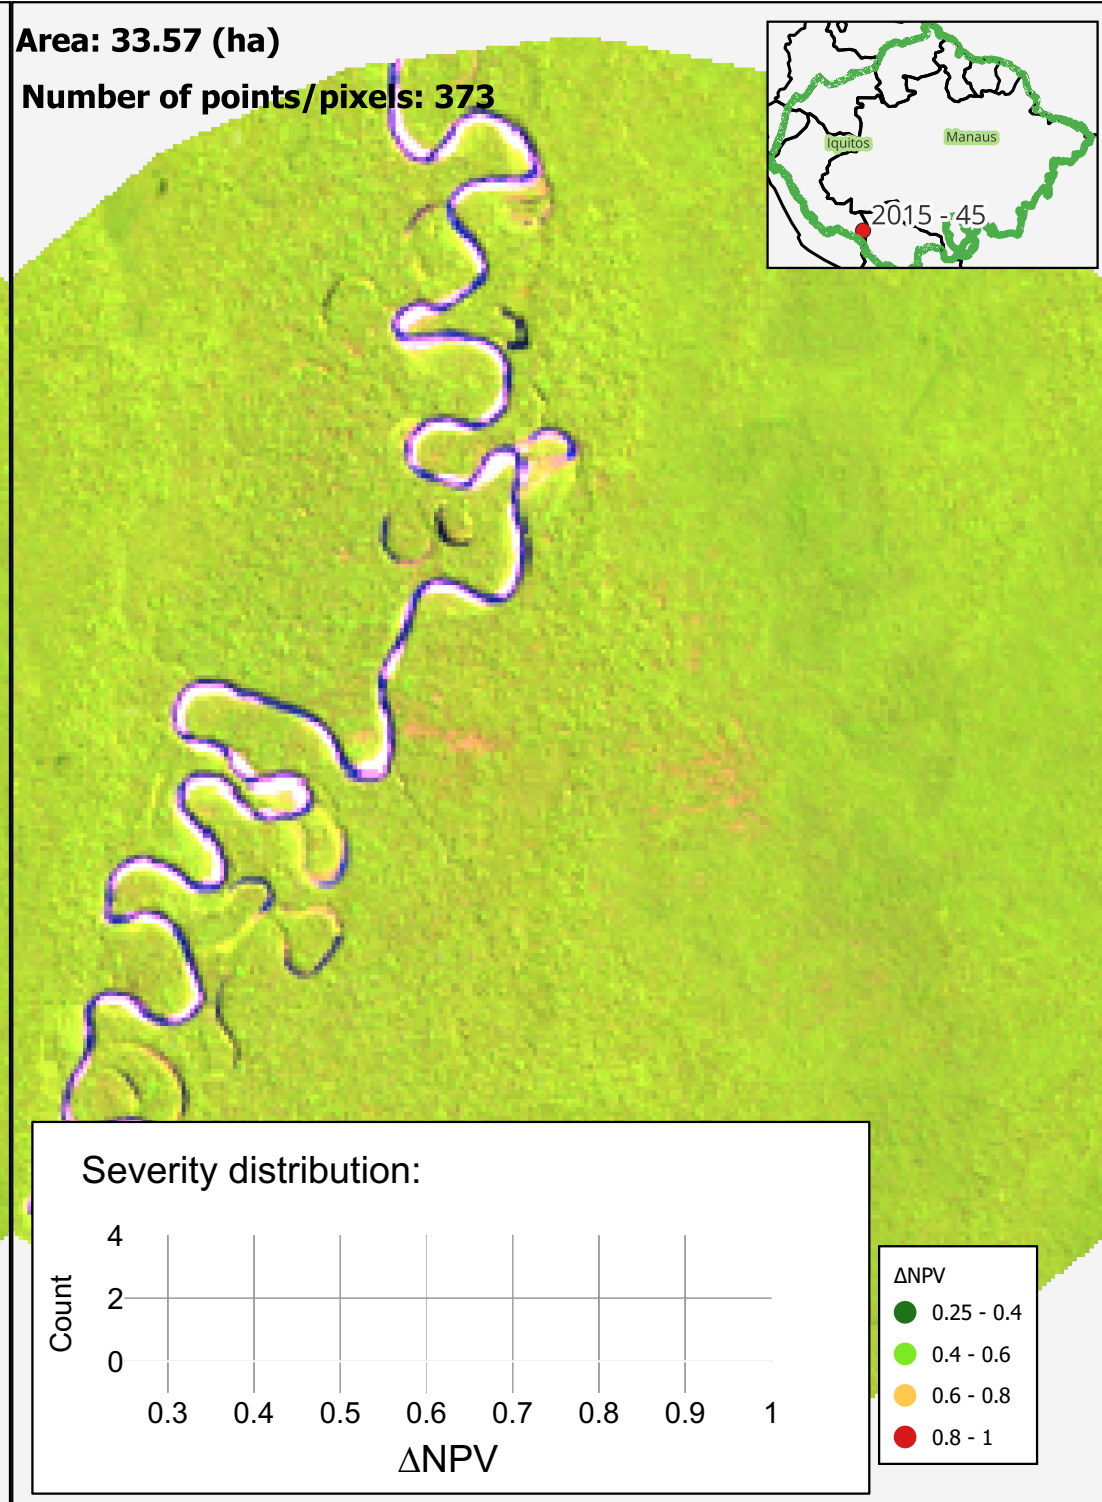 Area: 33.57 (ha)
Number of points/pixels: 373
Iquitos
Manaus
2015 - 45
Severity distribution:
Count
4
2
0
0.3 0.4 0.5 0.6 0.7 0.8 0.9 1
ΔNPV
ΔNPV
0.25 - 0.4
0.4 - 0.6
0.6 - 0.8
0.8 - 1